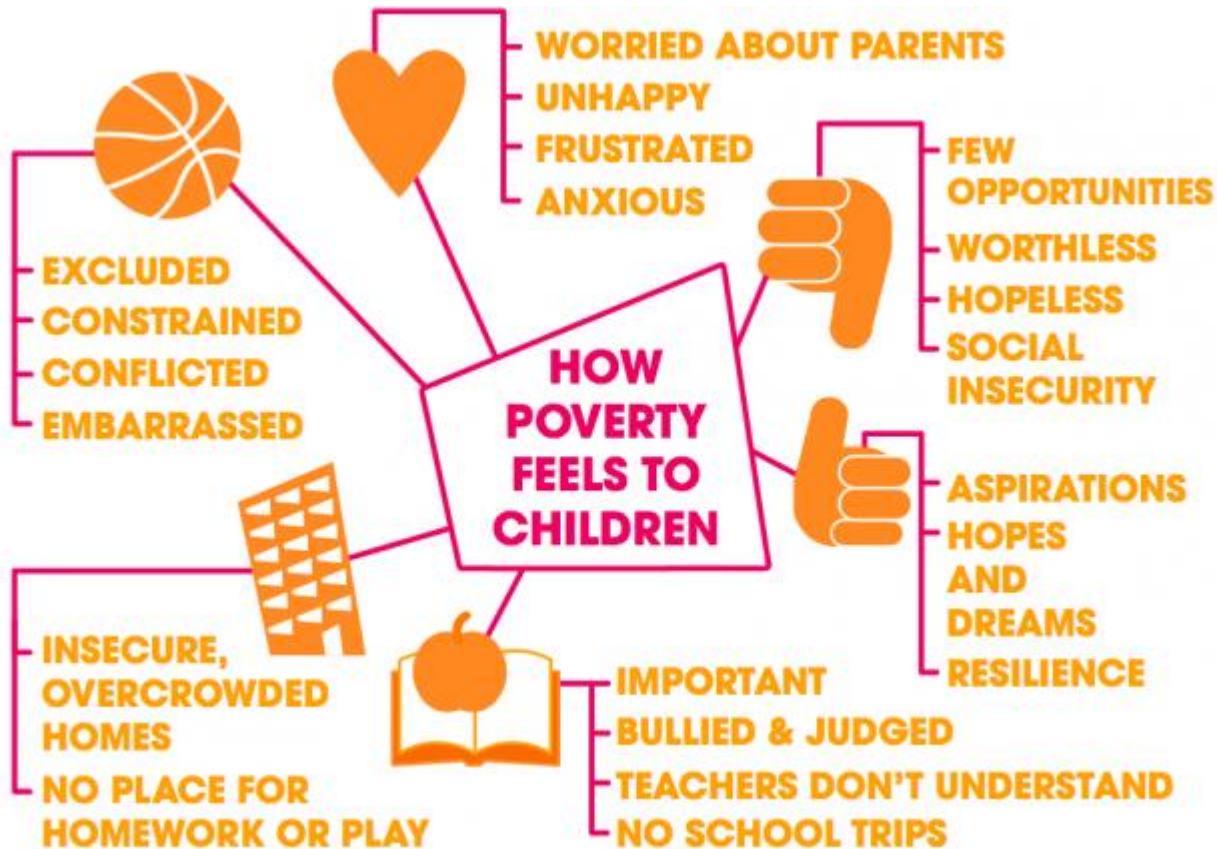 HOW
POVERTY
FEELS TO
CHILDREN
WORRIED ABOUT PARENTS
UNHAPPY
FRUSTRATED
ANXIOUS
FEW
OPPORTUNITIES
WORTHLESS
HOPELESS
SOCIAL
INSECURITY
ASPIRATIONS
HOPES
AND
DREAMS
RESILIENCE
IMPORTANT
BULLIED & JUDGED
TEACHERS DON'T UNDERSTAND
NO SCHOOL TRIPS
INSECURE,
OVERCROWDED
HOMES
NO PLACE FOR
HOMEWORK OR PLAY
EXCLUDED
CONSTRAINED
CONFLICTED
EMBARRASSED